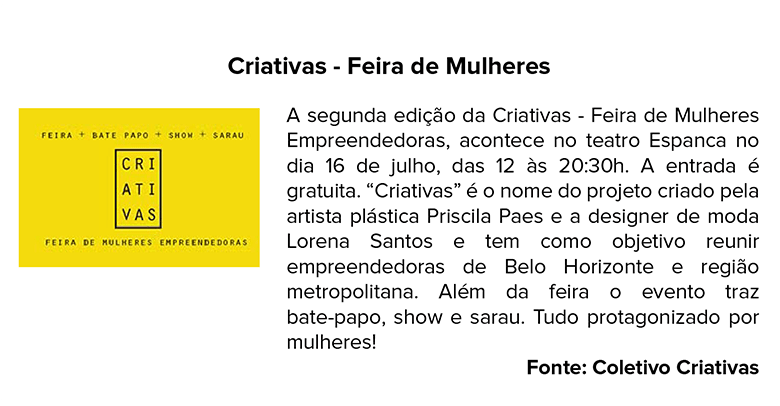 Criativas - Feira de Mulheres
FEIRA + BATE PAPO + SHOW + SARAU
CRI
ATI
VAS
FEIRA DE MULHERES EMPREENDEDORAS
A segunda edição da Criativas - Feira de Mulheres
Empreendedoras, acontece no teatro Espanca no
dia 16 de julho, das 12 às 20:30h. A entrada é
gratuita. “Criativas” é o nome do projeto criado pela
artista plástica Priscila Paes e a designer de moda
Lorena Santos e tem como objetivo reunir
empreendedoras de Belo Horizonte e região
metropolitana. Além da feira o evento traz
bate-papo, show e sarau. Tudo protagonizado por
mulheres!
Fonte: Coletivo Criativas